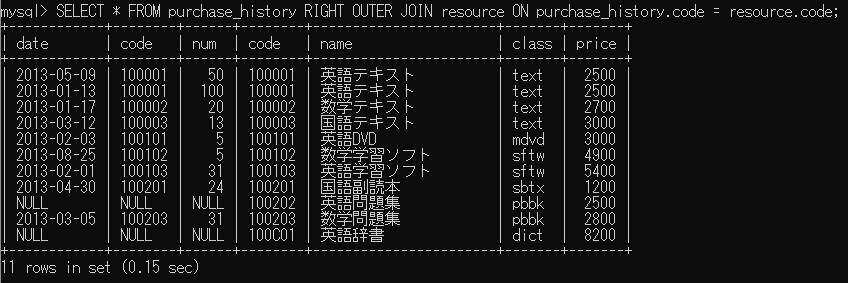 mysql> SELECT * FROM purchase_history RIGHT OUTER JOIN resource ON purchase_history.code = resource.code;
+------------+--------+------+--------+----------------+-------+-------+
| date       | code   | num  | code   | name           | class | price |
+------------+--------+------+--------+----------------+-------+-------+
| 2013-05-09 | 100001 |   50 | 100001 | 英語テキスト | text  |  2500 |
| 2013-01-13 | 100001 |  100 | 100001 | 英語テキスト | text  |  2500 |
| 2013-01-17 | 100002 |   20 | 100002 | 数学テキスト | text  |  2700 |
| 2013-03-12 | 100003 |   13 | 100003 | 国語テキスト | text  |  3000 |
| 2013-02-03 | 100101 |    5 | 100101 | 英語DVD | mdvd  |  3000 |
| 2013-08-25 | 100102 |    5 | 100102 | 数学学習ソフト | sftw  |  4900 |
| 2013-02-01 | 100103 |   31 | 100103 | 英語学習ソフト | sftw  |  5400 |
| 2013-04-30 | 100201 |   24 | 100201 | 国語副読本 | sbtx  |  1200 |
| NULL       | NULL   | NULL | 100202 | 英語問題集 | pbbk  |  2500 |
| 2013-03-05 | 100203 |   31 | 100203 | 数学問題集 | pbbk  |  2800 |
| NULL       | NULL   | NULL | 100C01 | 英語辞書 | dict  |  8200 |
+------------+--------+------+--------+----------------+-------+-------+
11 rows in set (0.15 sec)